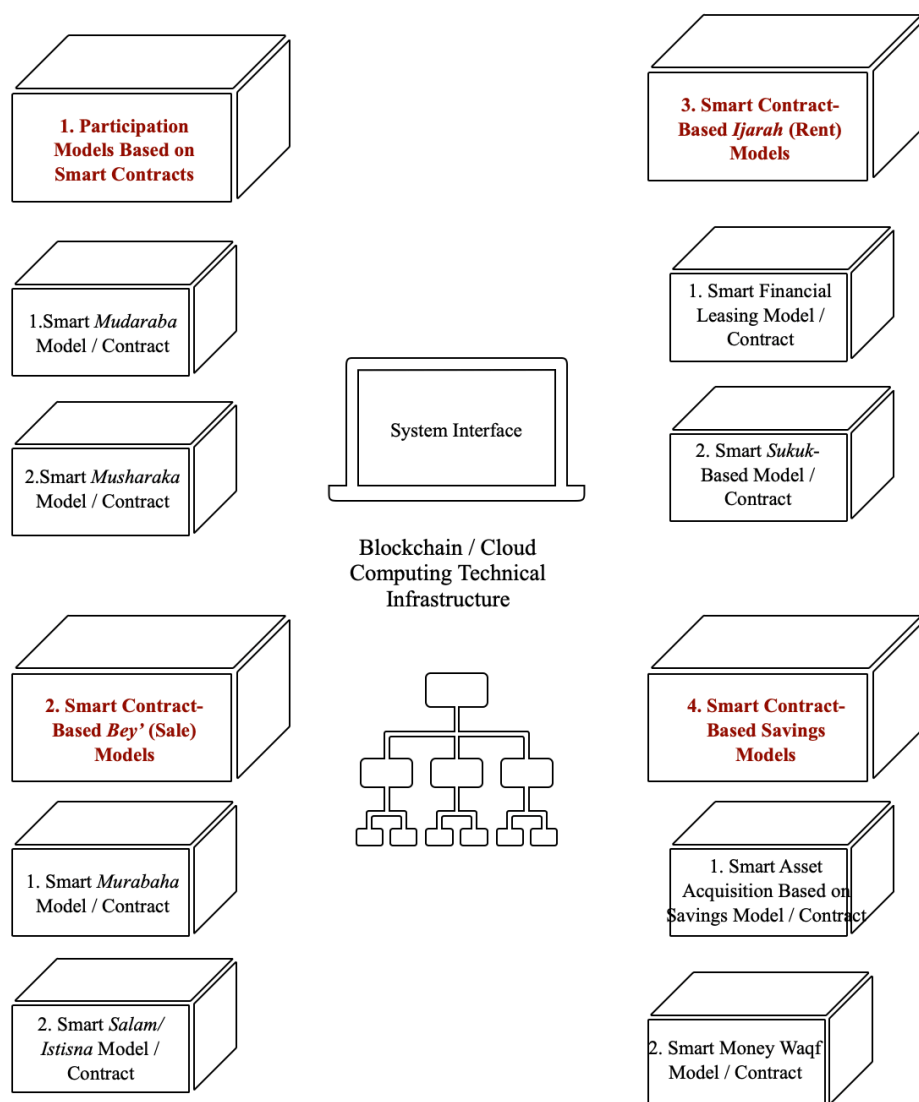 1. Participation
Models Based on
Smart Contracts
1.Smart Mudaraba
Model / Contract
2.Smart Musharaka
Model / Contract
2. Smart Contract-
Based Bey’ (Sale)
Models
1. Smart Murabaha
Model / Contract
2. Smart Salam/
Istisna Model /
Contract
System Interface
Blockchain / Cloud
Computing Technical
Infrastructure
3. Smart Contract-
Based Ijarah (Rent)
Models
1. Smart Financial
Leasing Model /
Contract
2. Smart Sukuk-
Based Model /
Contract
4. Smart Contract-
Based Savings
Models
1. Smart Asset
Acquisition Based on
Savings Model / Contract
2. Smart Money Waqf
Model / Contract